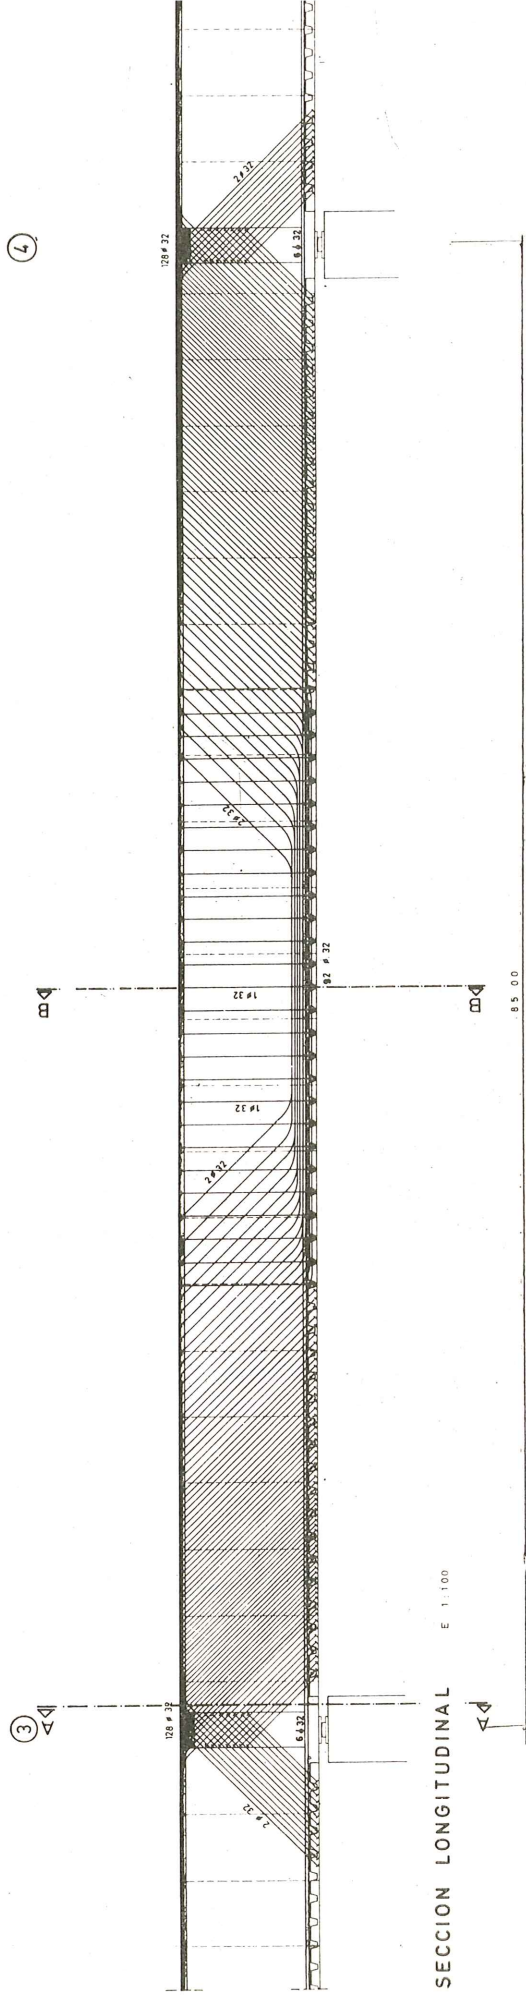 3
4
128 ø 32
128 ø 32
2 ø 32
2 ø 32
2 ø 32
2 ø 32
1 ø 32
1 ø 32
6 ø 32
6 ø 32
92 ø 32
A
A
B
B
85 00
SECCION LONGITUDINAL E 1:100